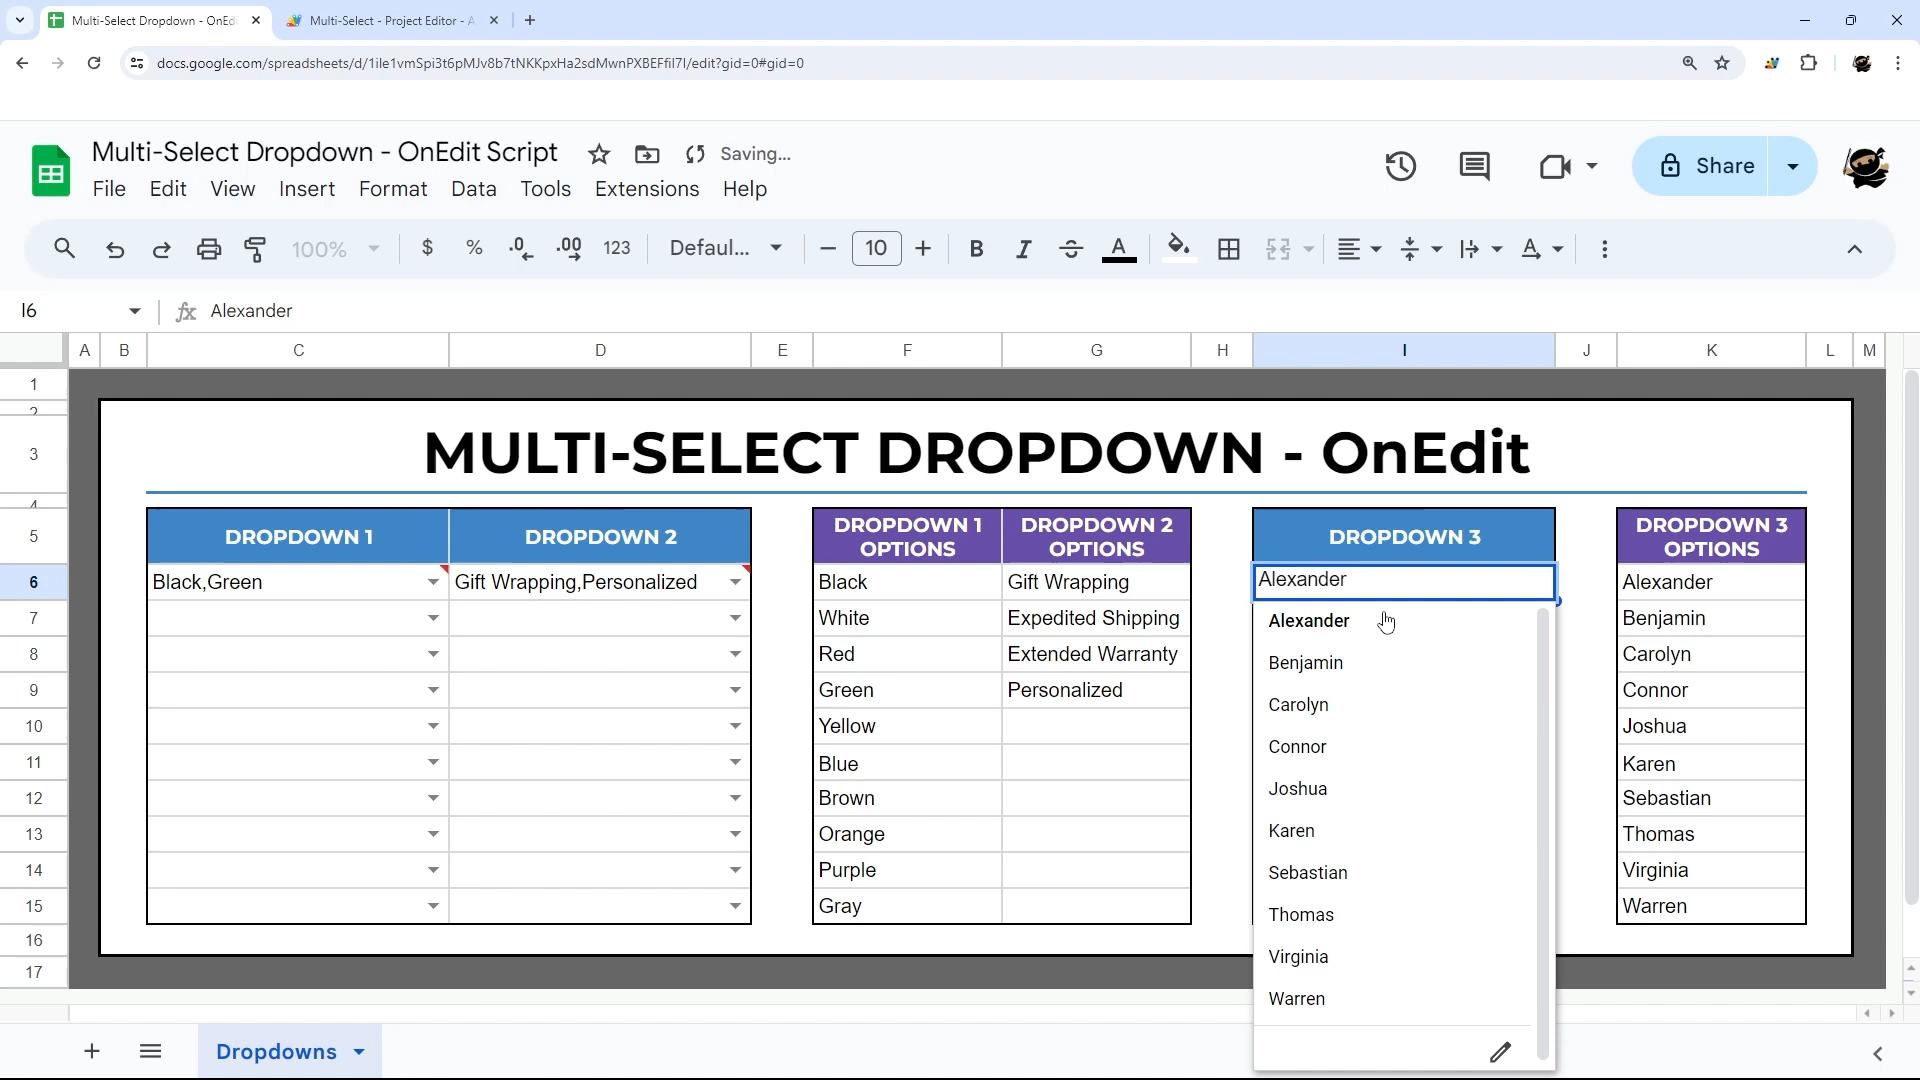 Multi-Select Dropdown - OnEd
Multi-Select - Project Editor - A
docs.google.com/spreadsheets/d/1ile1vmSpi3t6pMJv8b7tNKKpxHa2sdMwnPXBEFfil7I/edit?gid=0#gid=0
Multi-Select Dropdown - OnEdit Script
Saving...
File Edit View Insert Format Data Tools Extensions Help
Share
100% $ % .0 .00 123 Defaul... − 10 + B I S A
I6 fx Alexander
A B C D E F G H I J K L M
1
2
3 MULTI-SELECT DROPDOWN - OnEdit
4
5 DROPDOWN 1 DROPDOWN 2 DROPDOWN 1 OPTIONS DROPDOWN 2 OPTIONS DROPDOWN 3 DROPDOWN 3 OPTIONS
6 Black,Green Gift Wrapping,Personalized Black Gift Wrapping Alexander Alexander
7 White Expedited Shipping Benjamin
8 Red Extended Warranty Carolyn
9 Green Personalized Connor
10 Yellow Joshua
11 Blue Karen
12 Brown Sebastian
13 Orange Thomas
14 Purple Virginia
15 Gray Warren
16
17
Alexander
Benjamin
Carolyn
Connor
Joshua
Karen
Sebastian
Thomas
Virginia
Warren
Dropdowns